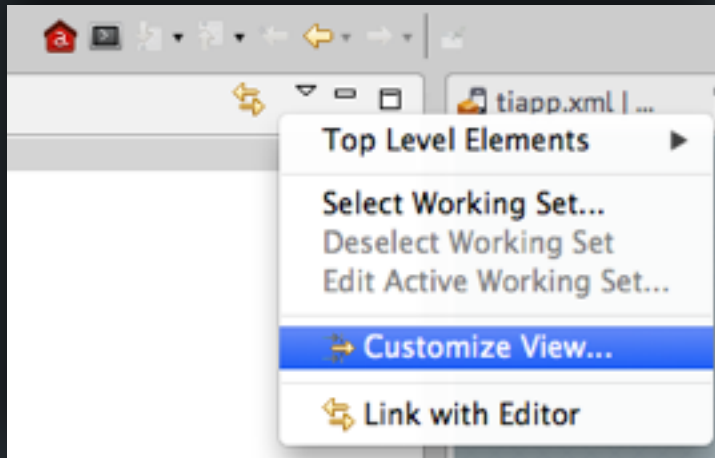 a
tiapp.xml | ...
Top Level Elements
Select Working Set...
Deselect Working Set
Edit Active Working Set...
Customize View...
Link with Editor